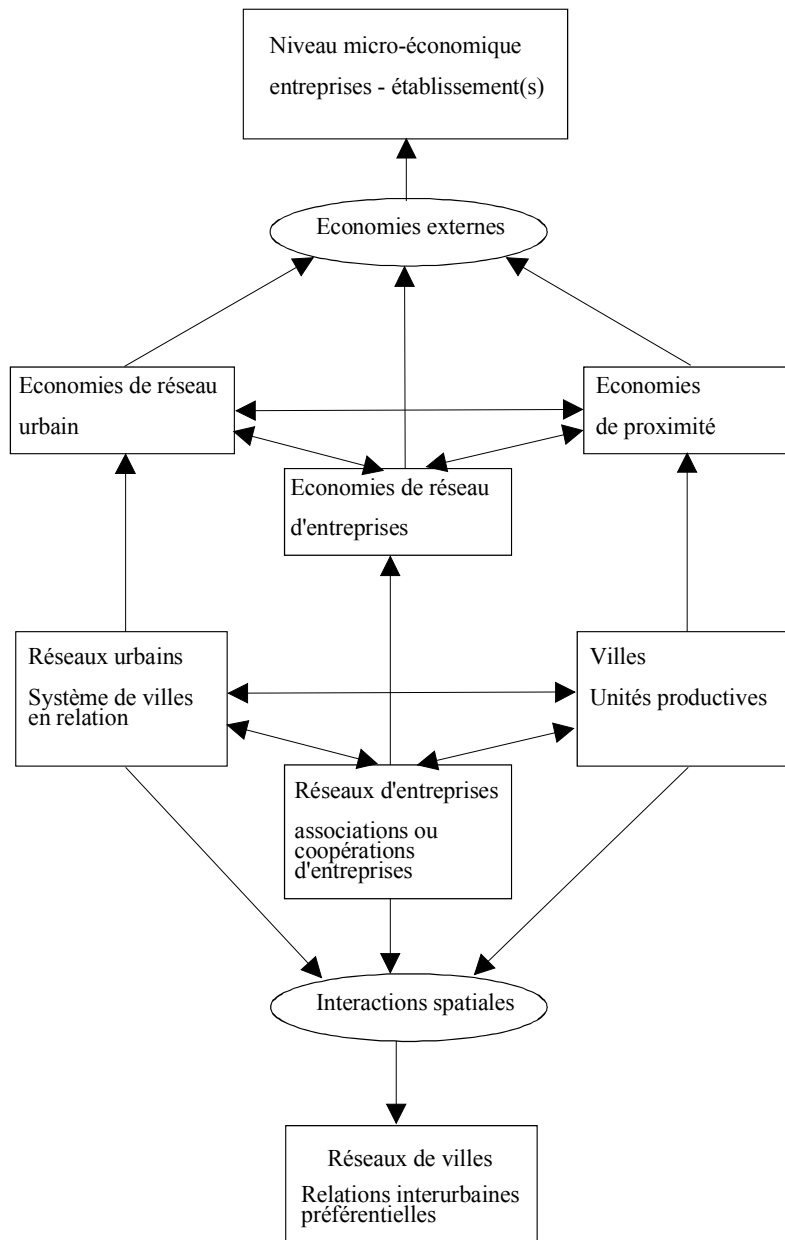 Niveau micro-économique
entreprises - établissement(s)
Economies externes
Economies de réseau
urbain
Economies
de proximité
Economies de réseau
d'entreprises
Réseaux urbains
Système de villes
en relation
Villes
Unités productives
Réseaux d'entreprises
associations ou
coopérations
d'entreprises
Interactions spatiales
Réseaux de villes
Relations interurbaines
préférentielles